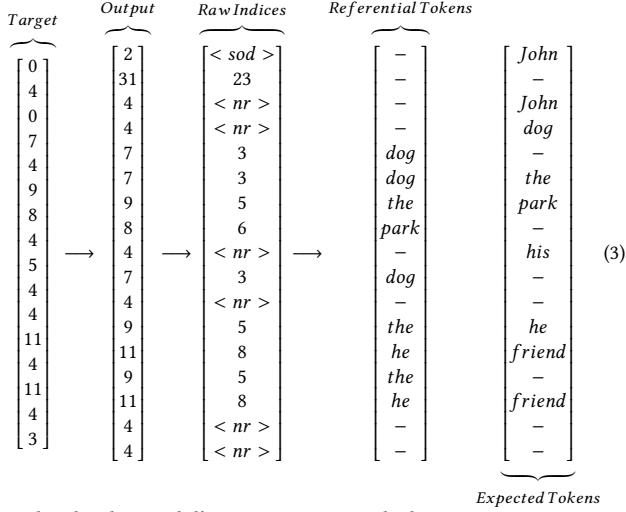 Target
0
4
0
7
4
9
8
4
5
4
4
11
4
11
4
3
⟶
Output
2
31
4
4
7
7
9
8
4
7
4
9
11
9
11
4
4
⟶
Raw Indices
< sod >
23
< nr >
< nr >
3
3
5
6
< nr >
3
< nr >
5
8
5
8
< nr >
< nr >
⟶
Referential Tokens
−
−
−
−
dog
dog
the
park
−
dog
−
the
he
the
he
−
−
John
−
John
dog
−
the
park
−
his
−
−
he
friend
−
friend
−
−
Expected Tokens
(3)